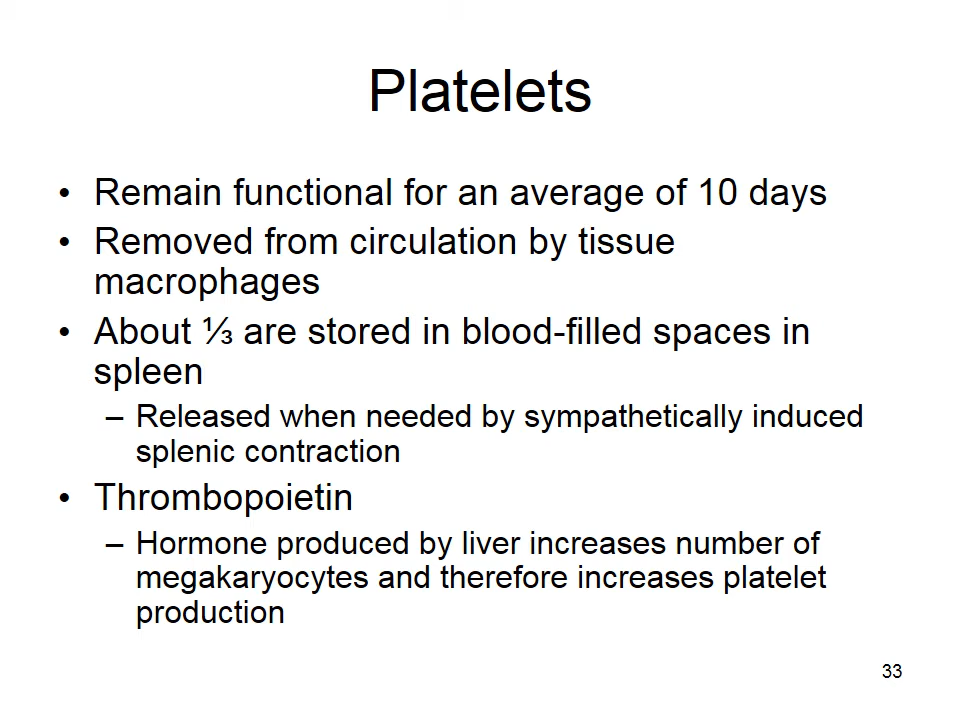 Platelets
• Remain functional for an average of 10 days
• Removed from circulation by tissue
macrophages
• About ⅓ are stored in blood-filled spaces in
spleen
– Released when needed by sympathetically induced
splenic contraction
• Thrombopoietin
– Hormone produced by liver increases number of
megakaryocytes and therefore increases platelet
production
33